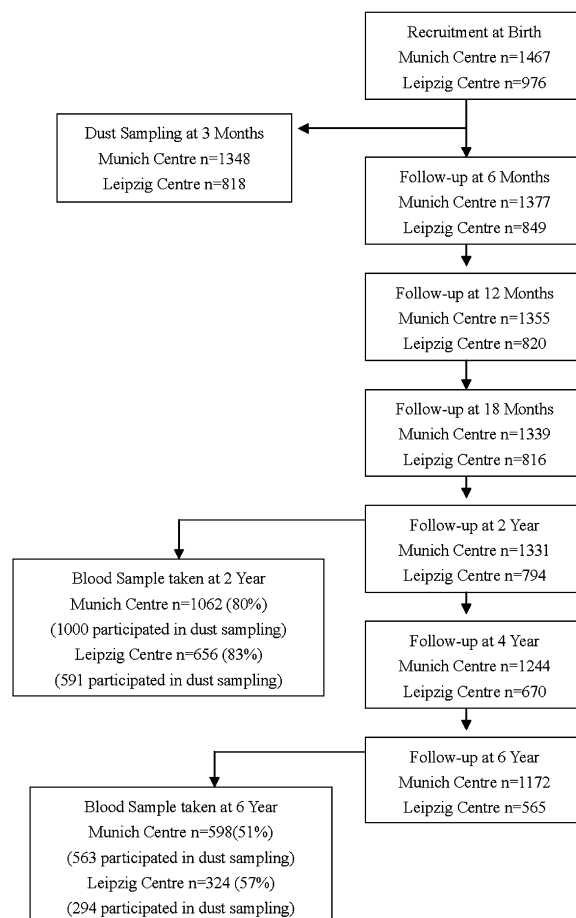 Recruitment at Birth
Munich Centre n=1467
Leipzig Centre n=976
Dust Sampling at 3 Months
Munich Centre n=1348
Leipzig Centre n=818
Follow-up at 6 Months
Munich Centre n=1377
Leipzig Centre n=849
Follow-up at 12 Months
Munich Centre n=1355
Leipzig Centre n=820
Follow-up at 18 Months
Munich Centre n=1339
Leipzig Centre n=816
Follow-up at 2 Year
Munich Centre n=1331
Leipzig Centre n=794
Blood Sample taken at 2 Year
Munich Centre n=1062 (80%)
(1000 participated in dust sampling)
Leipzig Centre n=656 (83%)
(591 participated in dust sampling)
Follow-up at 4 Year
Munich Centre n=1244
Leipzig Centre n=670
Follow-up at 6 Year
Munich Centre n=1172
Leipzig Centre n=565
Blood Sample taken at 6 Year
Munich Centre n=598(51%)
(563 participated in dust sampling)
Leipzig Centre n=324 (57%)
(294 participated in dust sampling)